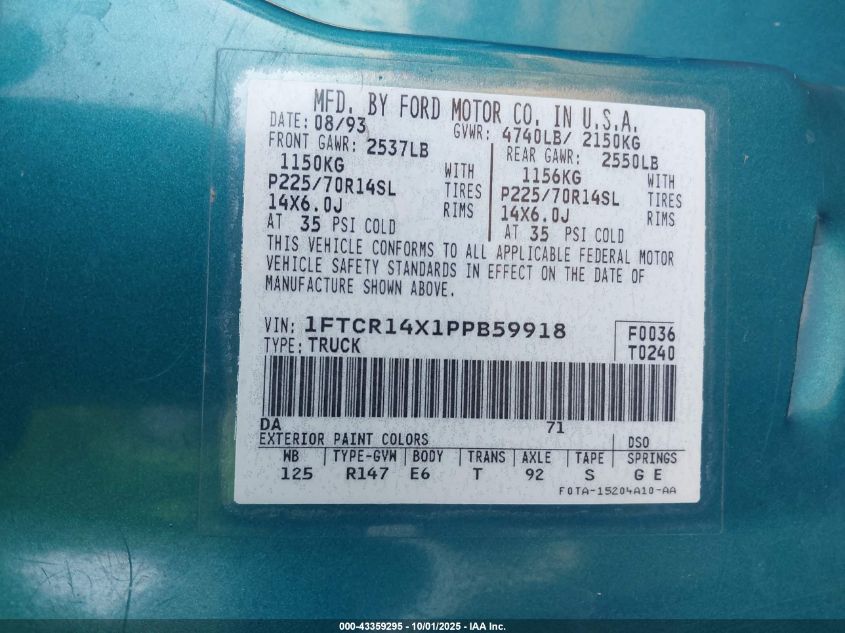 MFD. BY FORD MOTOR CO. IN U.S.A.
DATE: 08/93 GVWR: 4740LB/ 2150KG
FRONT GAWR: 2537LB REAR GAWR: 2550LB
1150KG WITH 1156KG WITH
P225/70R14SL TIRES P225/70R14SL TIRES
14X6.0J RIMS 14X6.0J RIMS
AT 35 PSI COLD AT 35 PSI COLD
THIS VEHICLE CONFORMS TO ALL APPLICABLE FEDERAL MOTOR
VEHICLE SAFETY STANDARDS IN EFFECT ON THE DATE OF
MANUFACTURE SHOWN ABOVE.
VIN: 1FTCR14X1PPB59918 F0036
TYPE: TRUCK T0240
DA 71
EXTERIOR PAINT COLORS DSO
WB TYPE-GVW BODY TRANS AXLE TAPE SPRINGS
125 R147 E6 T 92 S G E
F0TA-15204A10-AA
000-43359295 - 10/01/2025 - IAA Inc.